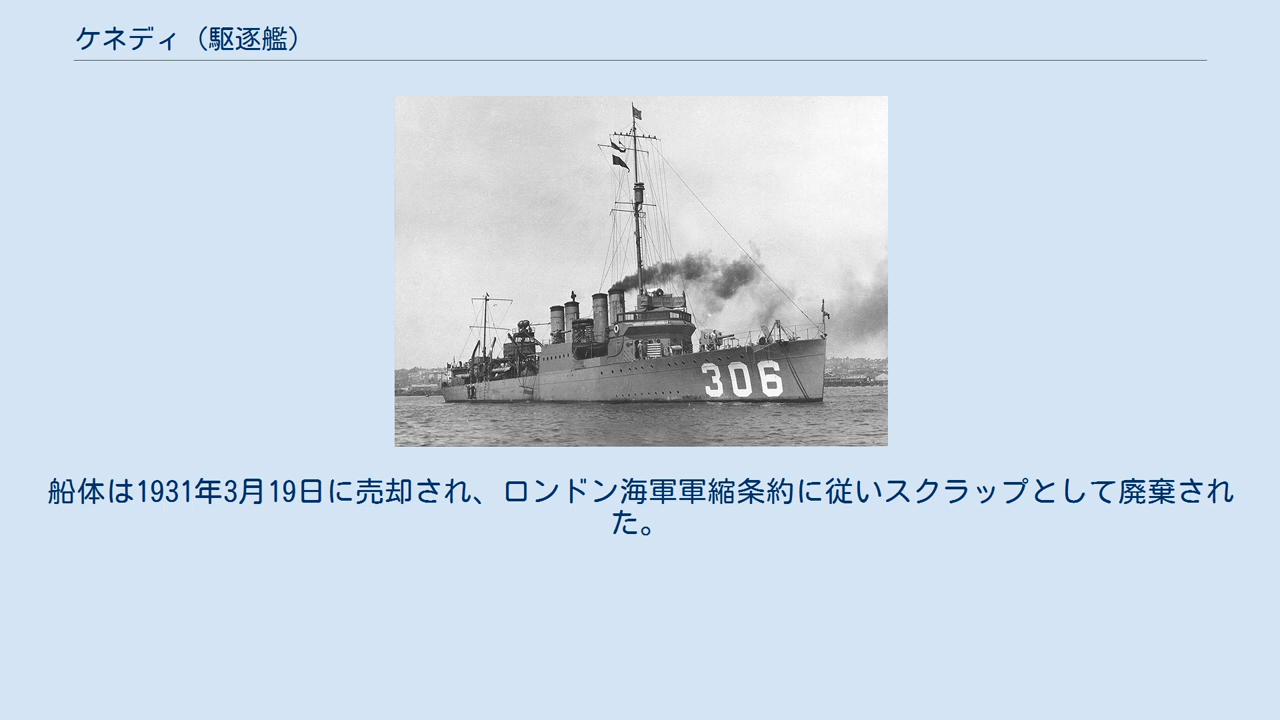 ケネディ（駆逐艦）
306
船体は1931年3月19日に売却され、ロンドン海軍軍縮条約に従いスクラップとして廃棄され
た。